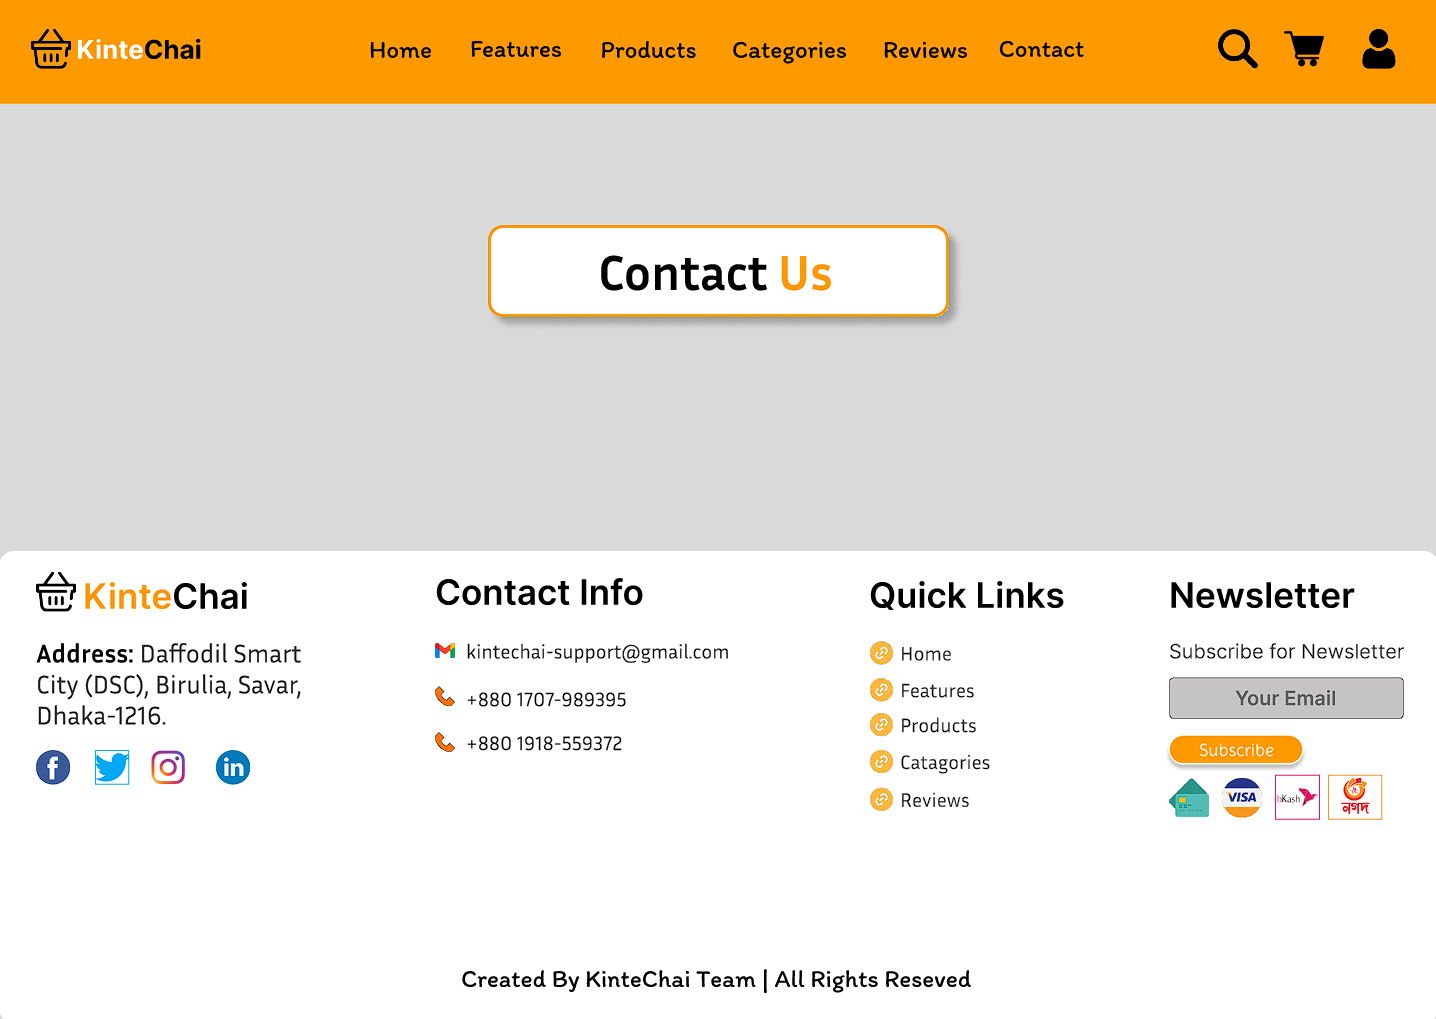 KinteChai
Home Features Products Categories Reviews Contact
Contact Us
KinteChai
Address: Daffodil Smart
City (DSC), Birulia, Savar,
Dhaka-1216.
Contact Info
kintechai-support@gmail.com
+880 1707-989395
+880 1918-559372
Quick Links
Home
Features
Products
Catagories
Reviews
Newsletter
Subscribe for Newsletter
Your Email
Subscribe
VISA
bKash
নগদ
Created By KinteChai Team | All Rights Reseved